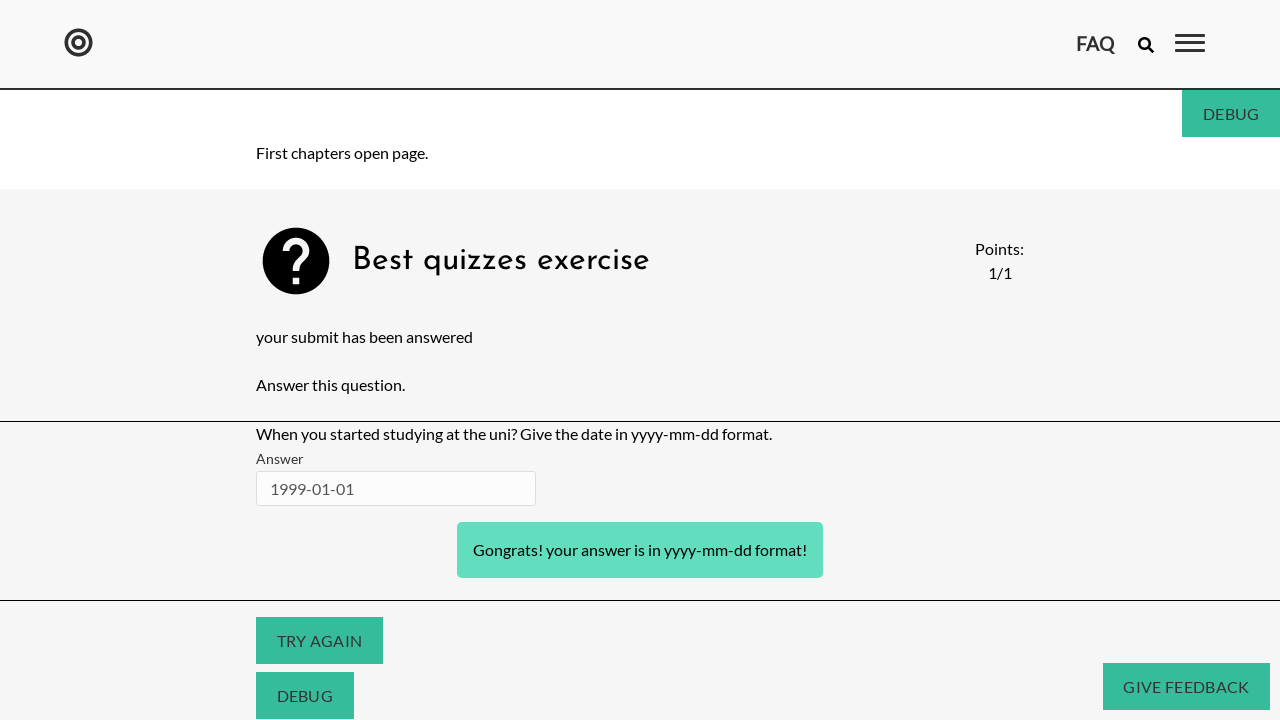 FAQ
DEBUG
First chapters open page.
Best quizzes exercise
Points:
1/1
your submit has been answered
Answer this question.
When you started studying at the uni? Give the date in yyyy-mm-dd format.
Answer
1999-01-01
Gongrats! your answer is in yyyy-mm-dd format!
TRY AGAIN
DEBUG
GIVE FEEDBACK